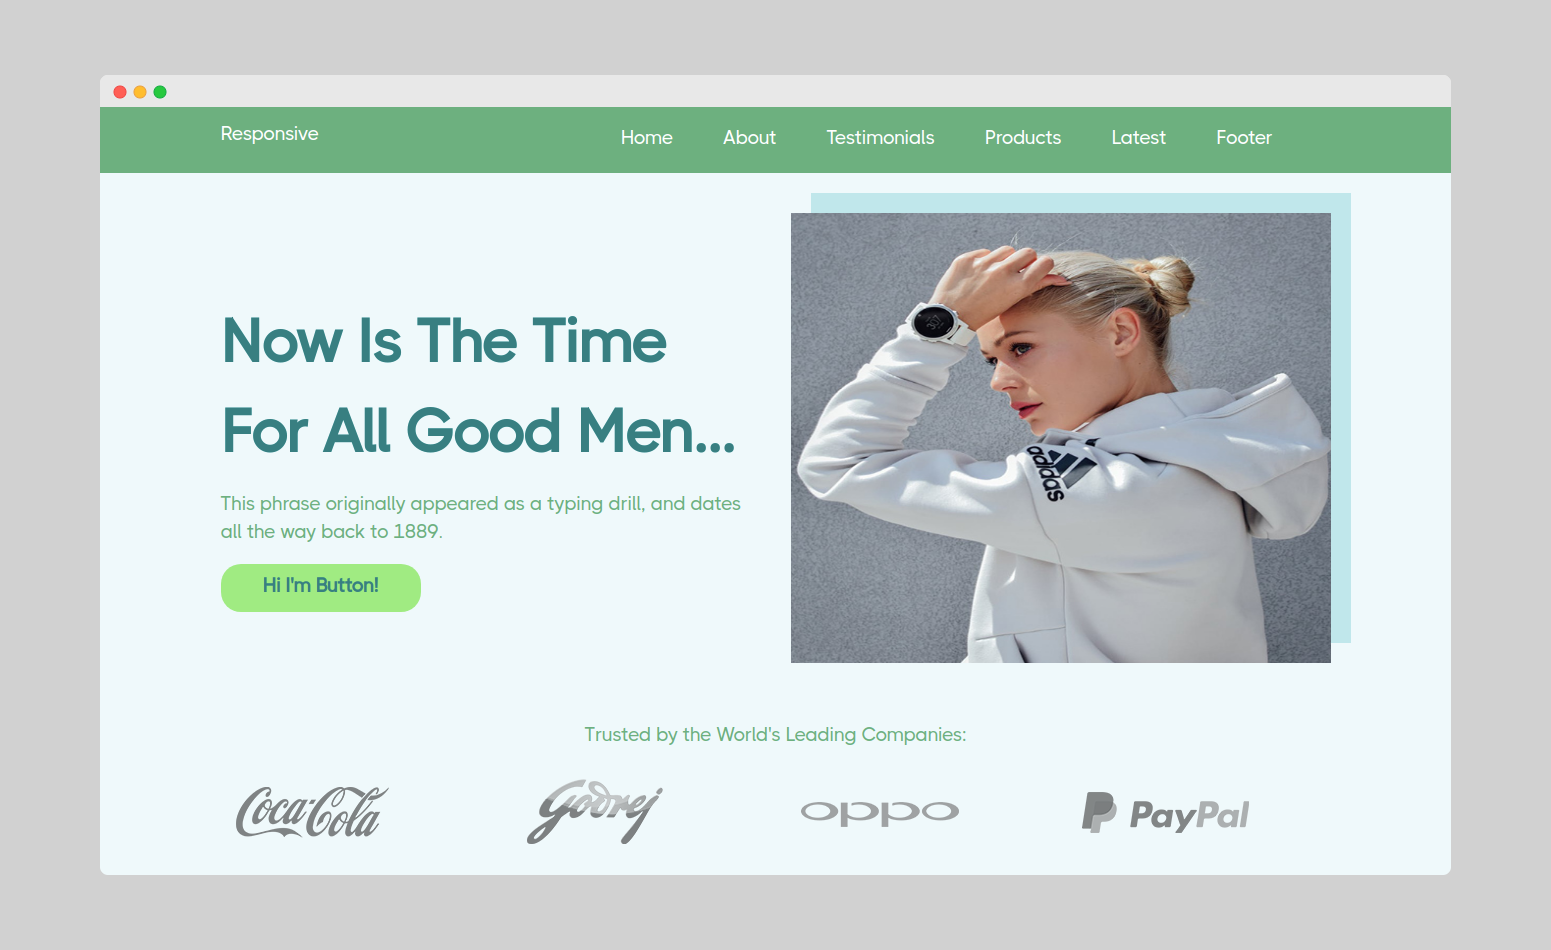 Responsive
Home About Testimonials Products Latest Footer
Now Is The Time
For All Good Men...
This phrase originally appeared as a typing drill, and dates
all the way back to 1889.
Hi I'm Button!
adidas
Trusted by the World's Leading Companies:
Coca-Cola Godrej oppo PayPal